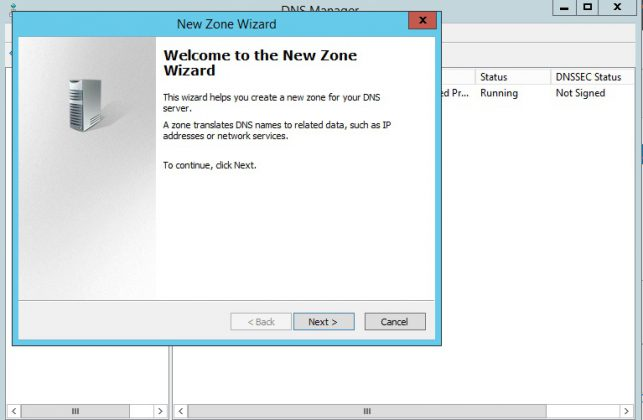 DNS Manager
New Zone Wizard
Welcome to the New Zone
Wizard
This wizard helps you create a new zone for your DNS
server.
A zone translates DNS names to related data, such as IP
addresses or network services.
To continue, click Next.
< Back
Next >
Cancel
Status
DNSSEC Status
Running
Not Signed